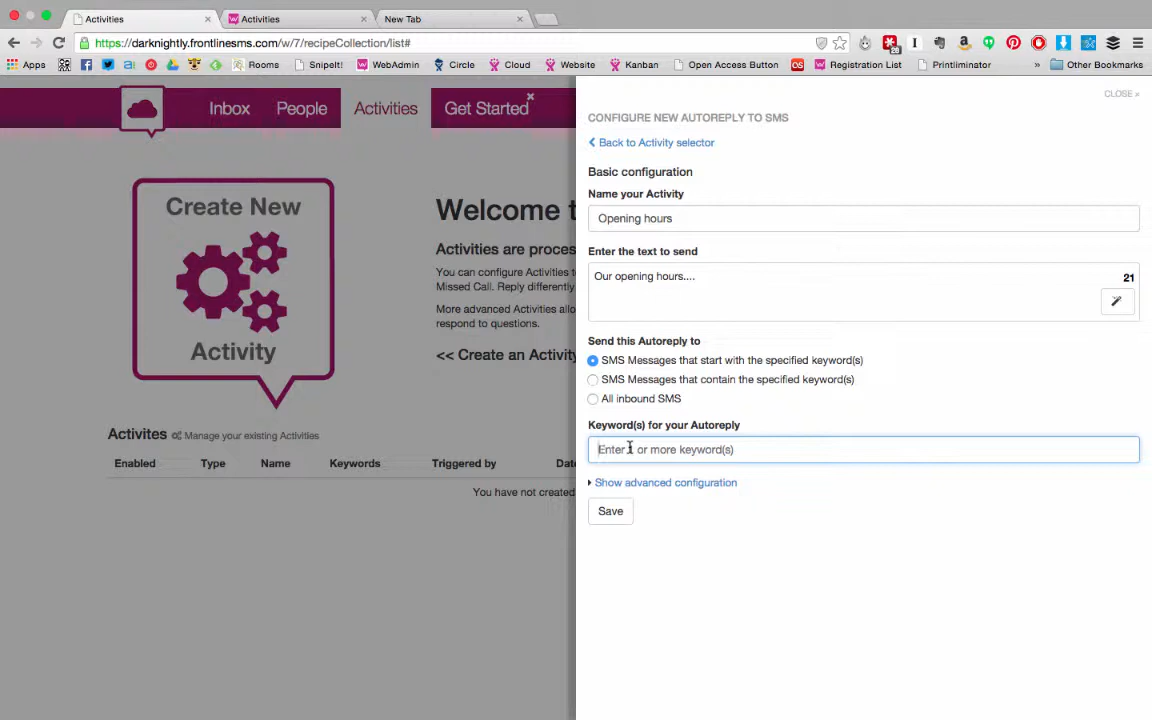 Activities
Activities
New Tab
https://darknightly.frontlinesms.com/w/7/recipeCollection/list#
Apps
Rooms
SnipeIt!
WebAdmin
Circle
Cloud
Website
Kanban
Open Access Button
Registration List
Printliminator
»
Other Bookmarks
Inbox
People
Activities
Get Started
Create New
Activity
Welcome t
Activities are proces
You can configure Activities t
Missed Call. Reply differently
More advanced Activities allo
respond to questions.
<< Create an Activity
Activites
Manage your existing Activities
Enabled
Type
Name
Keywords
Triggered by
Dat
You have not created
CLOSE »
CONFIGURE NEW AUTOREPLY TO SMS
Back to Activity selector
Basic configuration
Name your Activity
Opening hours
Enter the text to send
Our opening hours....
21
Send this Autoreply to
SMS Messages that start with the specified keyword(s)
SMS Messages that contain the specified keyword(s)
All inbound SMS
Keyword(s) for your Autoreply
Enter 1 or more keyword(s)
Show advanced configuration
Save